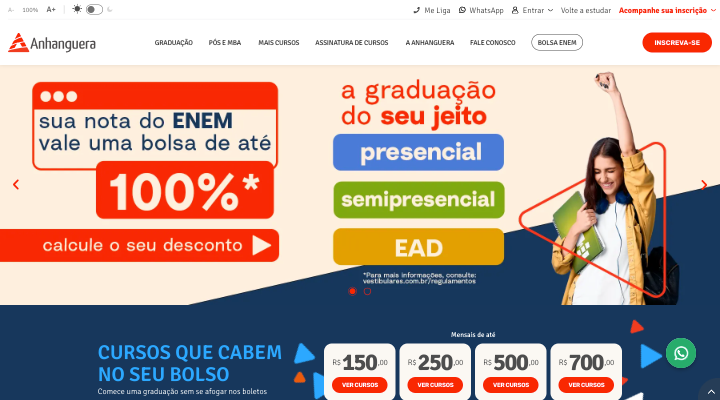 A- 100% A+
Me Liga WhatsApp Entrar Volte a estudar Acompanhe sua inscrição
Anhanguera
GRADUAÇÃO PÓS E MBA MAIS CURSOS ASSINATURA DE CURSOS A ANHANGUERA FALE CONOSCO BOLSA ENEM INSCREVA-SE
sua nota do ENEM
vale uma bolsa de até
100%*
calcule o seu desconto
a graduação
do seu jeito
presencial
semipresencial
EAD
*Para mais informações, consulte:
vestibulares.com.br/regulamentos
CURSOS QUE CABEM
NO SEU BOLSO
Comece uma graduação sem se afogar nos boletos
Mensais de até
R$ 150,00
VER CURSOS
R$ 250,00
VER CURSOS
R$ 500,00
VER CURSOS
R$ 700,00
VER CURSOS